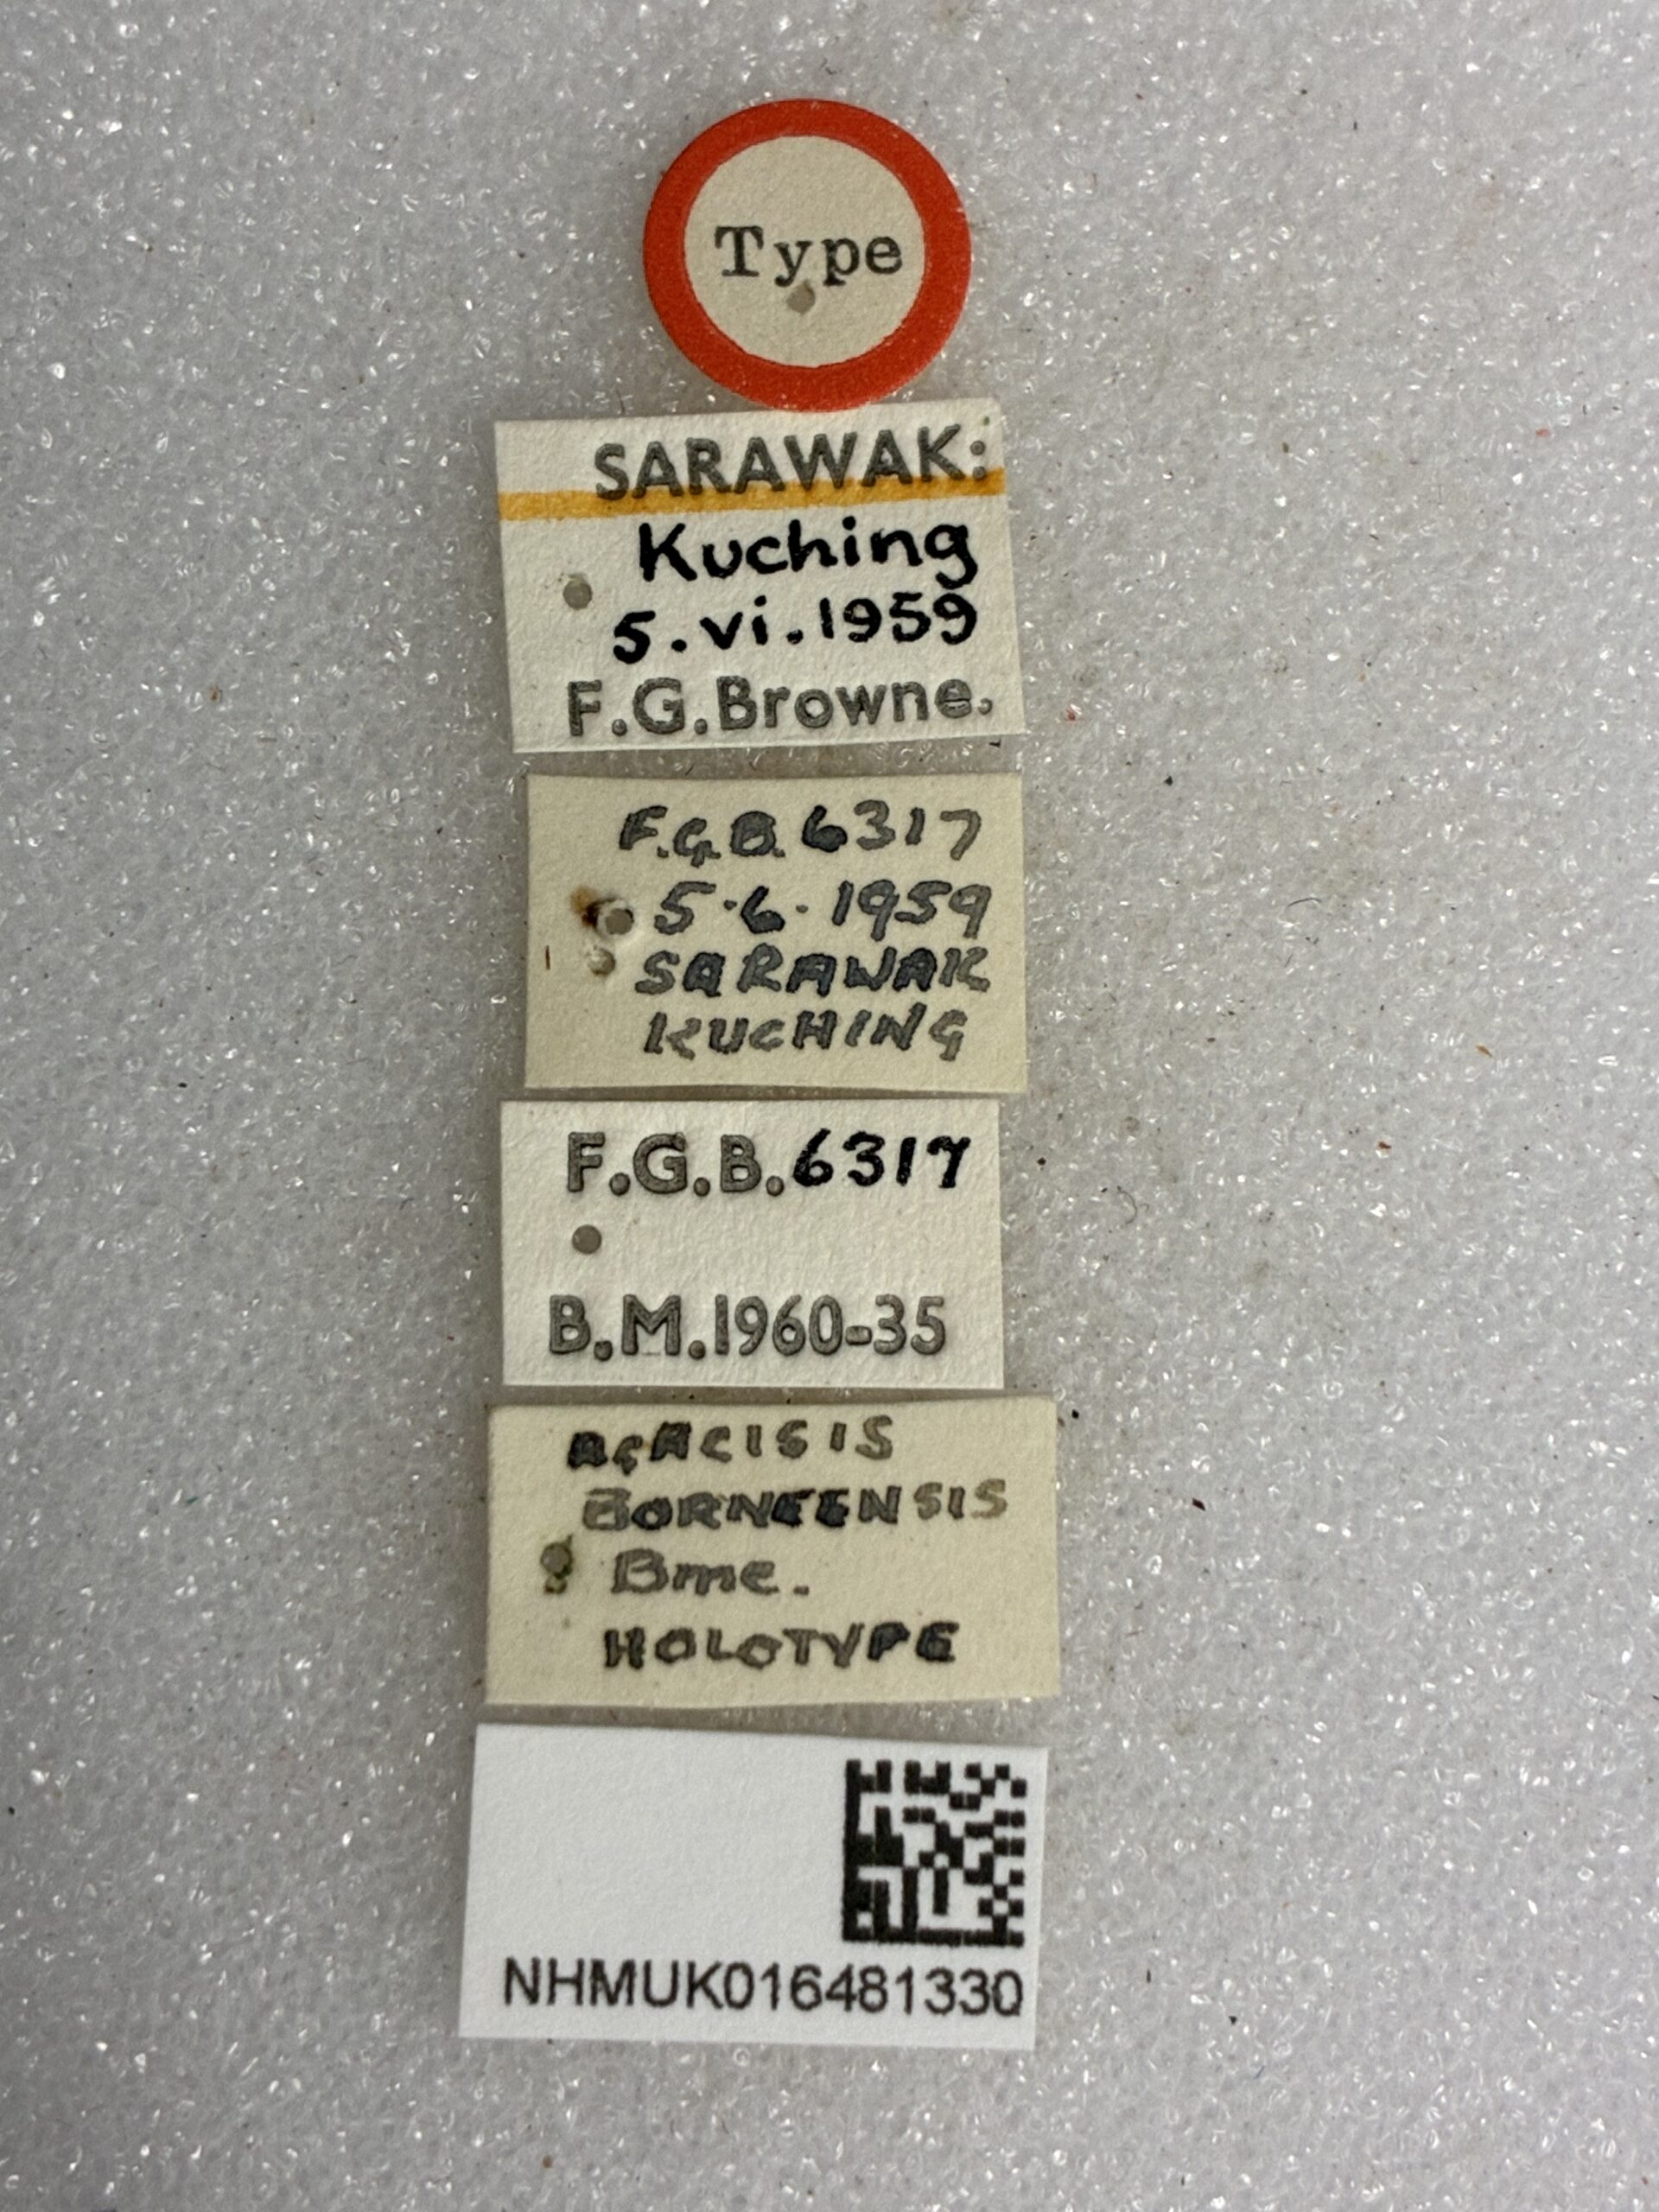 Type
SARAWAK:
Kuching
5.vi.1959
F.G.Browne.
F.G.B. 6317
5.6.1959
SARAWAK
KUCHING
F.G.B.6317
B.M.1960-35
AGACISIS
BORNEENSIS
Bme.
HOLOTYPE
NHMUK016481330